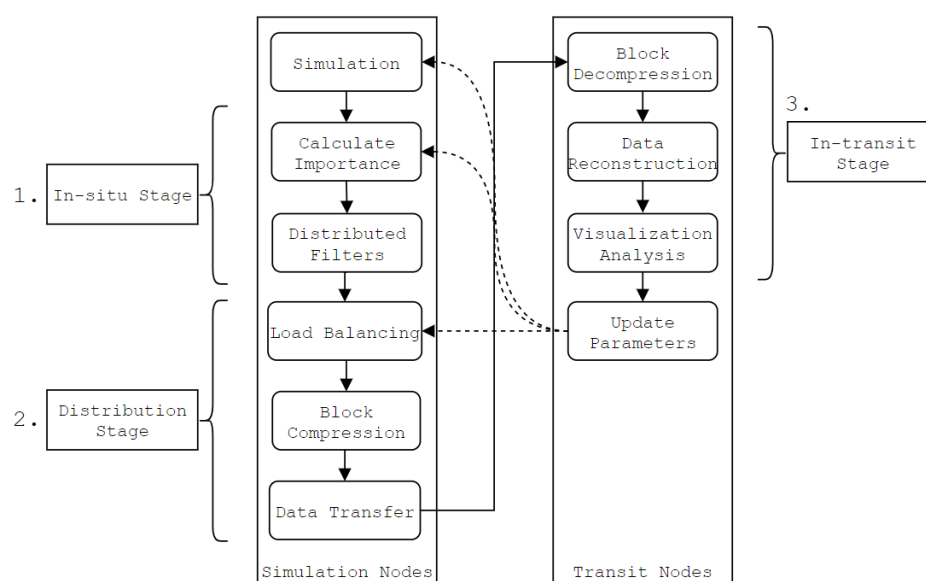 Simulation
Calculate
Importance
Distributed
Filters
Load Balancing
Block
Compression
Data Transfer
Simulation Nodes
Block
Decompression
Data
Reconstruction
Visualization
Analysis
Update
Parameters
Transit Nodes
1.
In-situ Stage
2.
Distribution
Stage
3.
In-transit
Stage